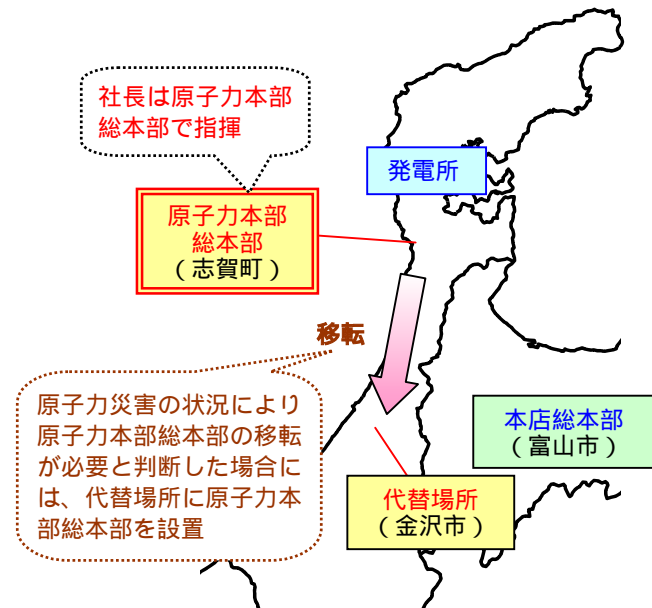 社長は原子力本部
総本部で指揮
発電所
原子力本部
総本部
（志賀町）
移転
原子力災害の状況により
原子力本部総本部の移転
が必要と判断した場合に
は、代替場所に原子力本
部総本部を設置
本店総本部
（富山市）
代替場所
（金沢市）